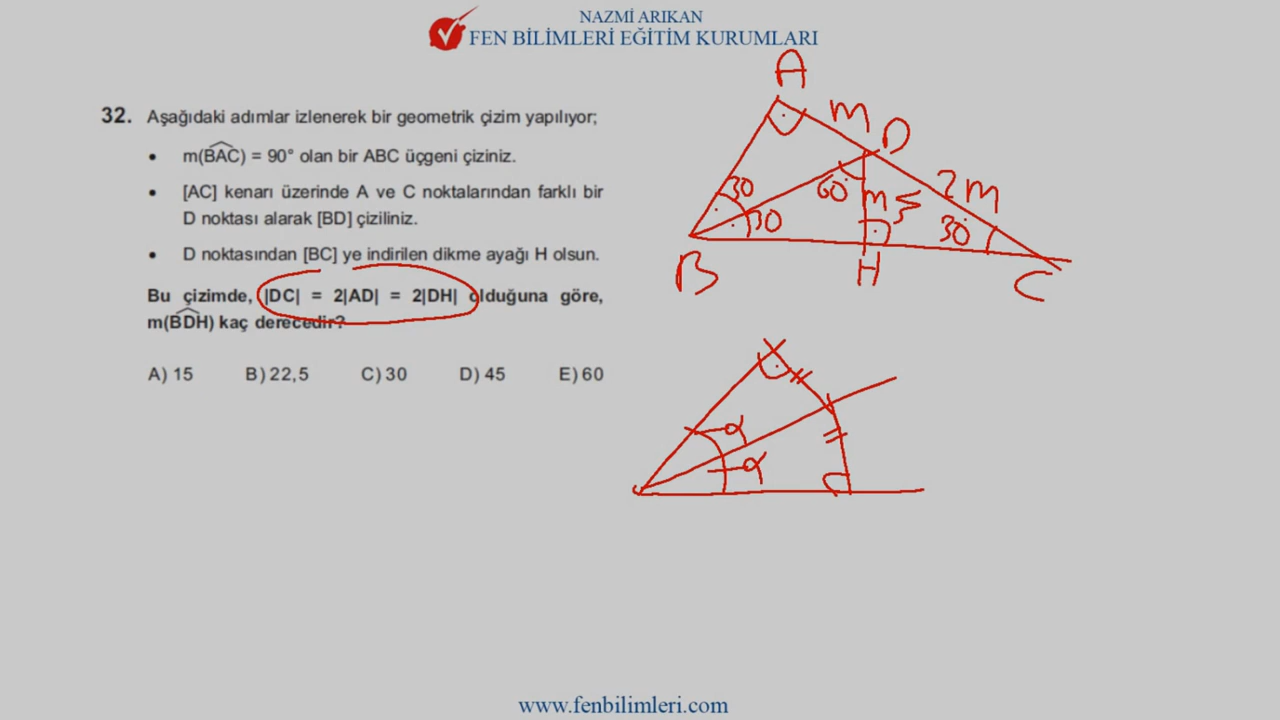 NAZMİ ARIKAN
FEN BİLİMLERİ EĞİTİM KURUMLARI
32. Aşağıdaki adımlar izlenerek bir geometrik çizim yapılıyor;
• m(BAC) = 90° olan bir ABC üçgeni çiziniz.
• [AC] kenarı üzerinde A ve C noktalarından farklı bir
D noktası alarak [BD] çiziliniz.
• D noktasından [BC] ye indirilen dikme ayağı H olsun.
Bu çizimde, |DC| = 2|AD| = 2|DH| olduğuna göre,
m(BDH) kaç derecedir?
A) 15 B) 22,5 C) 30 D) 45 E) 60
A
m
D
30
60
m
2m
30
30
B
H
C
α
α
www.fenbilimleri.com